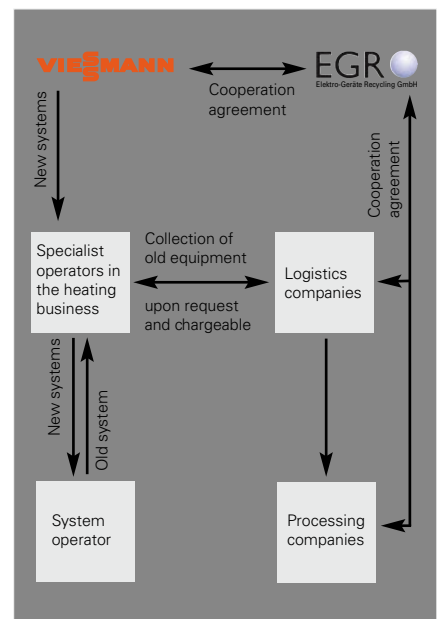 VIESSMANN
EGR
Elektro-Geräte Recycling GmbH
Cooperation
agreement
New systems
Cooperation
agreement
Specialist
operators in
the heating
business
Collection of
old equipment
upon request
and chargeable
Logistics
companies
New systems
Old system
System
operator
Processing
companies